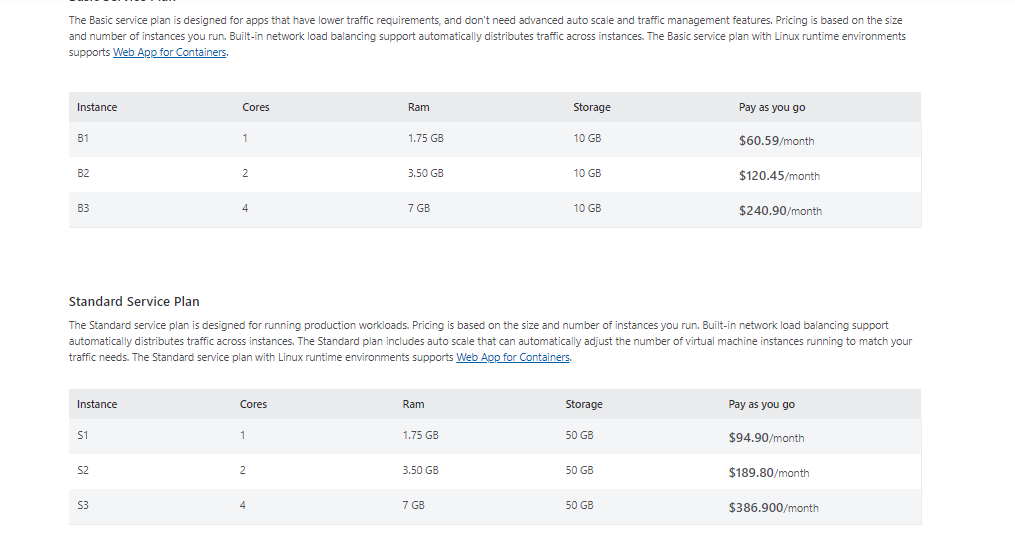 The Basic service plan is designed for apps that have lower traffic requirements, and don't need advanced auto scale and traffic management features. Pricing is based on the size
and number of instances you run. Built-in network load balancing support automatically distributes traffic across instances. The Basic service plan with Linux runtime environments
supports Web App for Containers.
Instance Cores Ram Storage Pay as you go
B1 1 1.75 GB 10 GB $60.59/month
B2 2 3.50 GB 10 GB $120.45/month
B3 4 7 GB 10 GB $240.90/month
Standard Service Plan
The Standard service plan is designed for running production workloads. Pricing is based on the size and number of instances you run. Built-in network load balancing support
automatically distributes traffic across instances. The Standard plan includes auto scale that can automatically adjust the number of virtual machine instances running to match your
traffic needs. The Standard service plan with Linux runtime environments supports Web App for Containers.
Instance Cores Ram Storage Pay as you go
S1 1 1.75 GB 50 GB $94.90/month
S2 2 3.50 GB 50 GB $189.80/month
S3 4 7 GB 50 GB $386.900/month